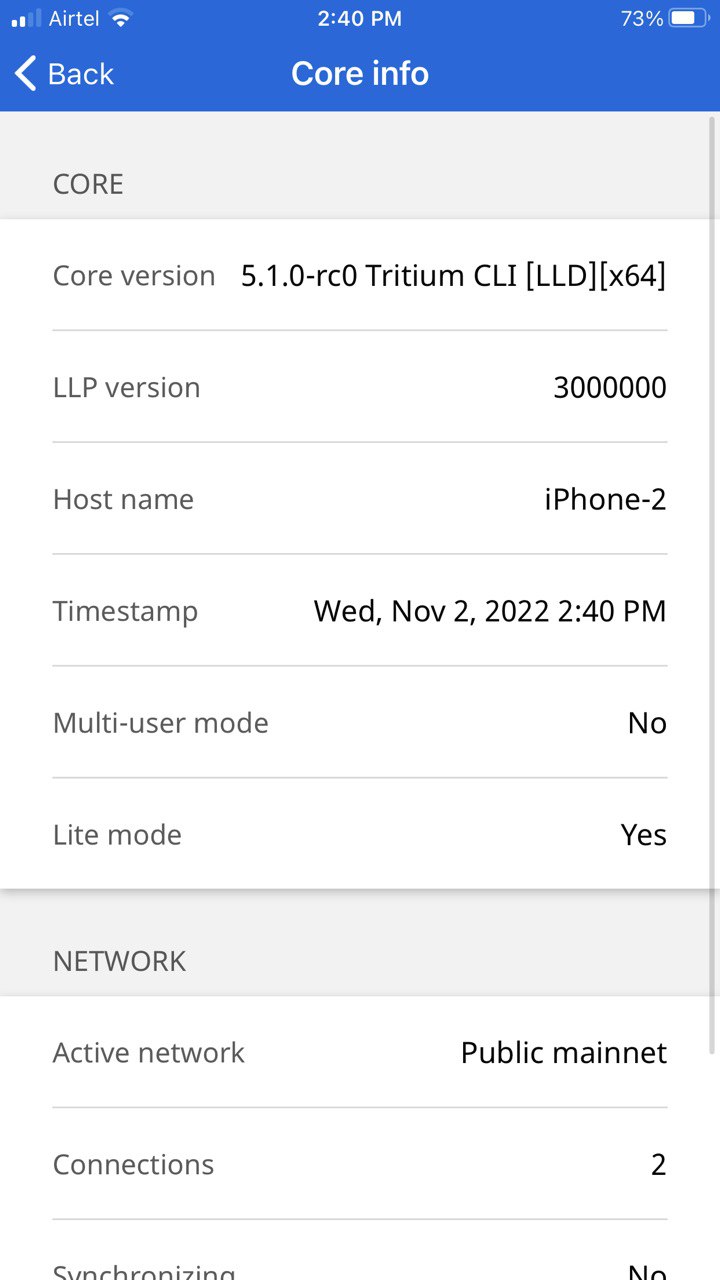 Airtel 2:40 PM 73%
Back Core info
CORE
Core version 5.1.0-rc0 Tritium CLI [LLD][x64]
LLP version 3000000
Host name iPhone-2
Timestamp Wed, Nov 2, 2022 2:40 PM
Multi-user mode No
Lite mode Yes
NETWORK
Active network Public mainnet
Connections 2
Synchronizing No